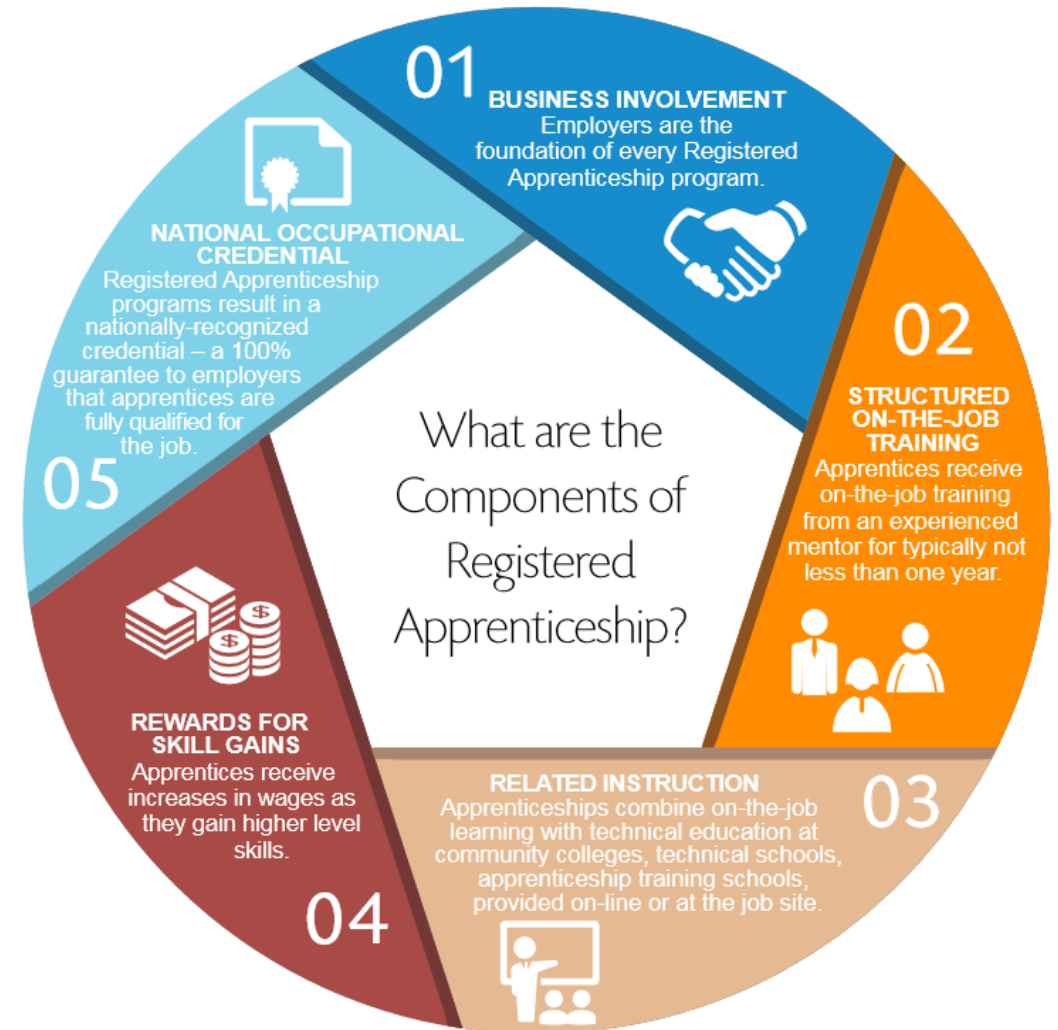 01
BUSINESS INVOLVEMENT
Employers are the
foundation of every Registered
Apprenticeship program.
02
STRUCTURED
ON-THE-JOB
TRAINING
Apprentices receive
on-the-job training
from an experienced
mentor for typically not
less than one year.
03
RELATED INSTRUCTION
Apprenticeships combine on-the-job
learning with technical education at
community colleges, technical schools,
apprenticeship training schools,
provided on-line or at the job site.
04
REWARDS FOR
SKILL GAINS
Apprentices receive
increases in wages as
they gain higher level
skills.
05
NATIONAL OCCUPATIONAL
CREDENTIAL
Registered Apprenticeship
programs result in a
nationally-recognized
credential – a 100%
guarantee to employers
that apprentices are
fully qualified for
the job.
What are the
Components of
Registered
Apprenticeship?
$
$